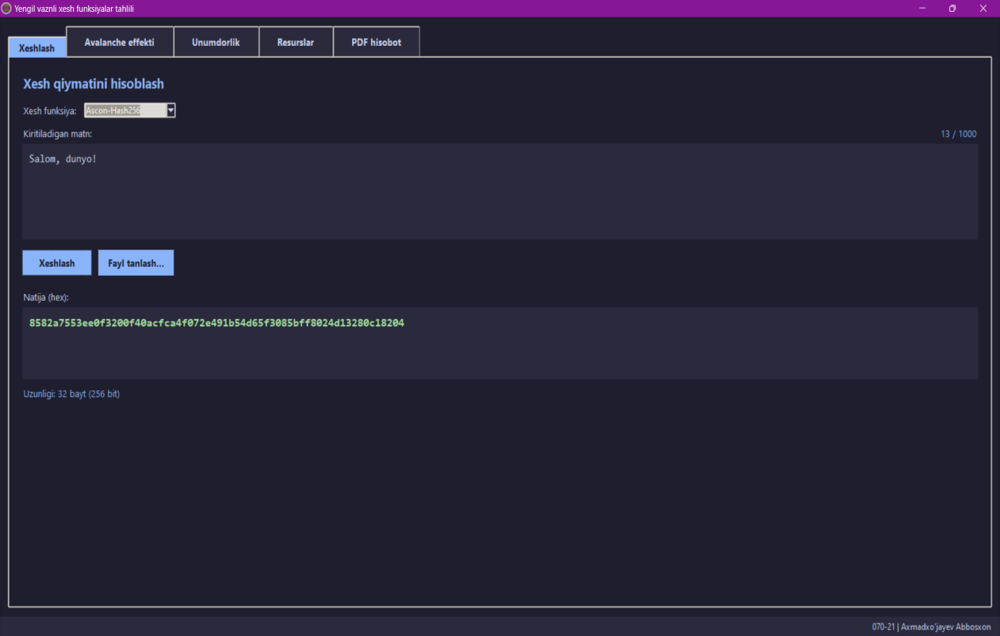 Yengil vaznli xesh funksiyalar tahlili
Xeshlash
Avalanche effekti
Unumdorlik
Resurslar
PDF hisobot
Xesh qiymatini hisoblash
Xesh funksiya: Ascon-Hash256
Kiritiladigan matn: 13 / 1000
Salom, dunyo!
Xeshlash
Fayl tanlash...
Natija (hex):
8582a7553ee0f3200f40acfca4f072e491b54d65f3085bff8024d13280c18204
Uzunligi: 32 bayt (256 bit)
070-21 | Axmadxo'jayev Abbosxon